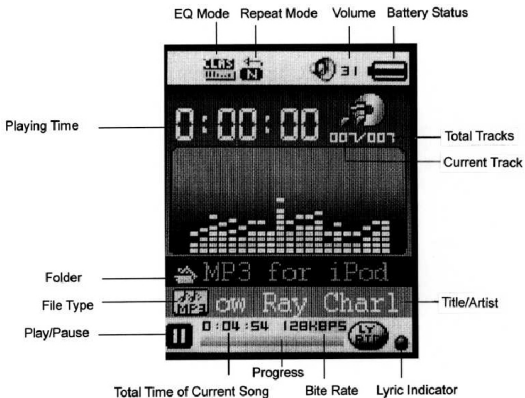 EQ Mode Repeat Mode Volume Battery Status
CLAS N 31
Playing Time
0:00:00
007/007
Total Tracks
Current Track
Folder
MP3 for iPod
File Type
MP3
ow Ray Charl
Title/Artist
Play/Pause
0:04:54 128KBPS
LY
Progress
Total Time of Current Song Bite Rate Lyric Indicator